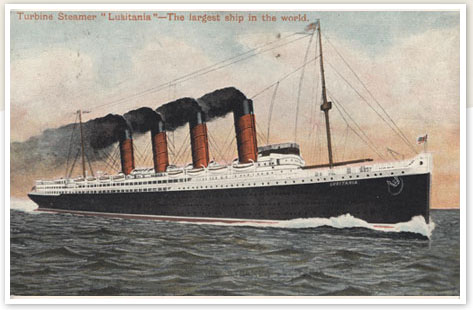 Turbine Steamer "Lusitania"—The largest ship in the world.
LUSITANIA